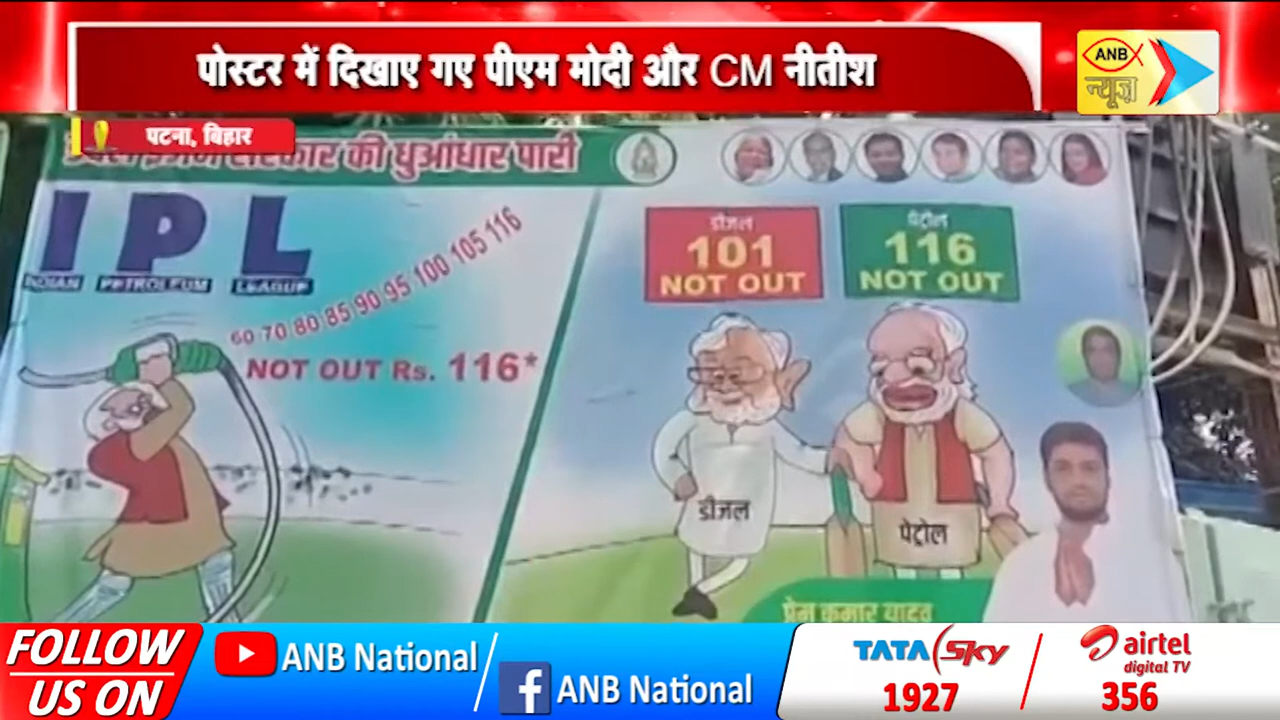 पोस्टर में दिखाए गए पीएम मोदी और CM नीतीश
ANB
न्यूज़
पटना, बिहार
सरकार की धुआंधार पारी
I P L
INDIAN PETROLEUM LEAGUE
60 70 80 85 90 95 100 105 116
NOT OUT Rs. 116*
डीजल
101
NOT OUT
पेट्रोल
116
NOT OUT
डीजल
पेट्रोल
प्रेम कुमार यादव
FOLLOW
US ON
ANB National
ANB National
TATA Sky
1927
airtel
digital TV
356